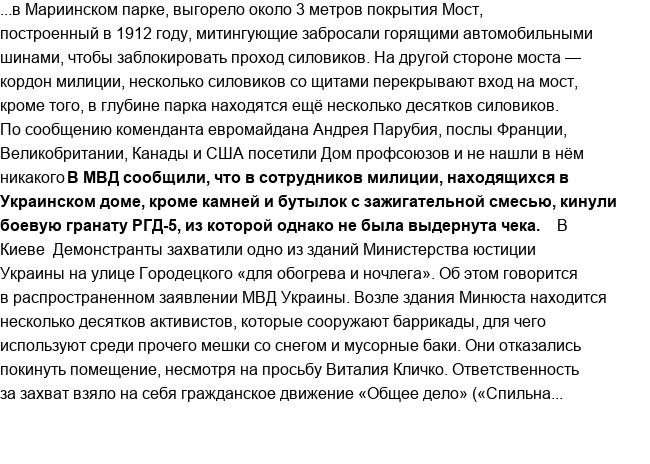 ...в Мариинском парке, выгорело около 3 метров покрытия Мост,
построенный в 1912 году, митингующие забросали горящими автомобильными
шинами, чтобы заблокировать проход силовиков. На другой стороне моста —
кордон милиции, несколько силовиков со щитами перекрывают вход на мост,
кроме того, в глубине парка находятся ещё несколько десятков силовиков.
По сообщению коменданта евромайдана Андрея Парубия, послы Франции,
Великобритании, Канады и США посетили Дом профсоюзов и не нашли в нём
никакого В МВД сообщили, что в сотрудников милиции, находящихся в
Украинском доме, кроме камней и бутылок с зажигательной смесью, кинули
боевую гранату РГД-5, из которой однако не была выдернута чека. В
Киеве Демонстранты захватили одно из зданий Министерства юстиции
Украины на улице Городецкого «для обогрева и ночлега». Об этом говорится
в распространенном заявлении МВД Украины. Возле здания Минюста находится
несколько десятков активистов, которые сооружают баррикады, для чего
используют среди прочего мешки со снегом и мусорные баки. Они отказались
покинуть помещение, несмотря на просьбу Виталия Кличко. Ответственность
за захват взяло на себя гражданское движение «Общее дело» («Спильна...